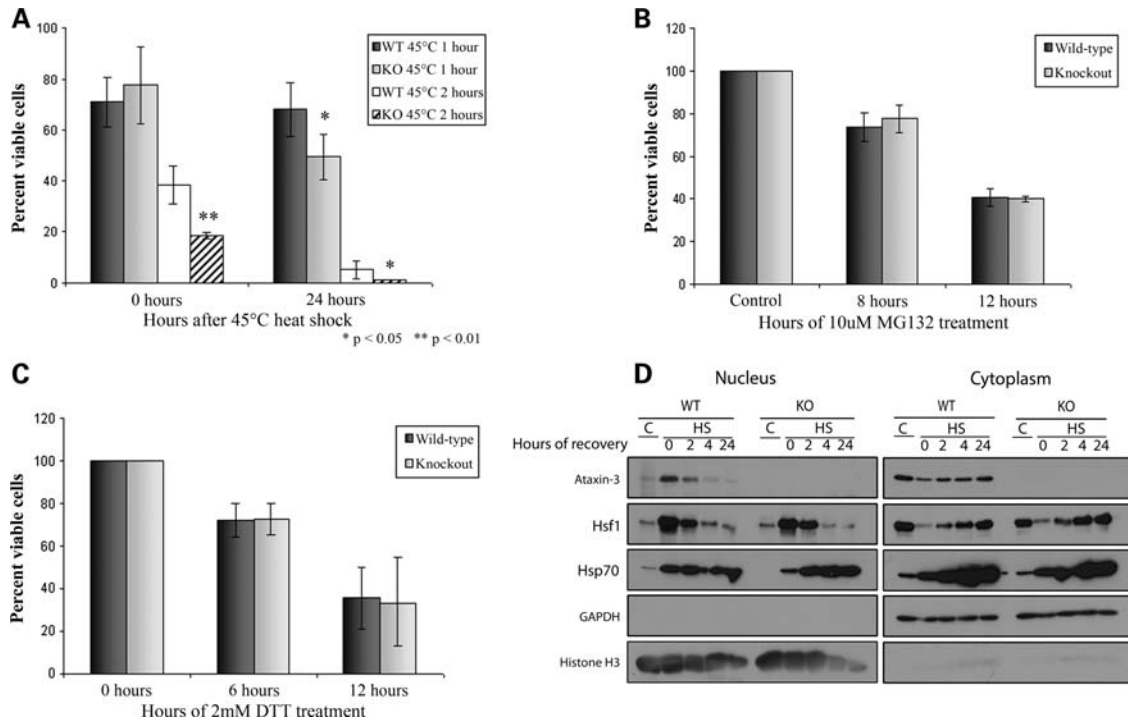 A
Percent viable cells
100
80
60
40
20
0
WT 45°C 1 hour
KO 45°C 1 hour
WT 45°C 2 hours
KO 45°C 2 hours
**
*
*
0 hours
24 hours
Hours after 45°C heat shock
* p < 0.05 ** p < 0.01
B
Percent viable cells
120
100
80
60
40
20
0
Wild-type
Knockout
Control
8 hours
12 hours
Hours of 10uM MG132 treatment
C
Percent viable cells
120
100
80
60
40
20
0
Wild-type
Knockout
0 hours
6 hours
12 hours
Hours of 2mM DTT treatment
D
Nucleus
Cytoplasm
WT
KO
WT
KO
C HS
C HS
C HS
C HS
Hours of recovery
0 2 4 24
0 2 4 24
0 2 4 24
0 2 4 24
Ataxin-3
Hsf1
Hsp70
GAPDH
Histone H3